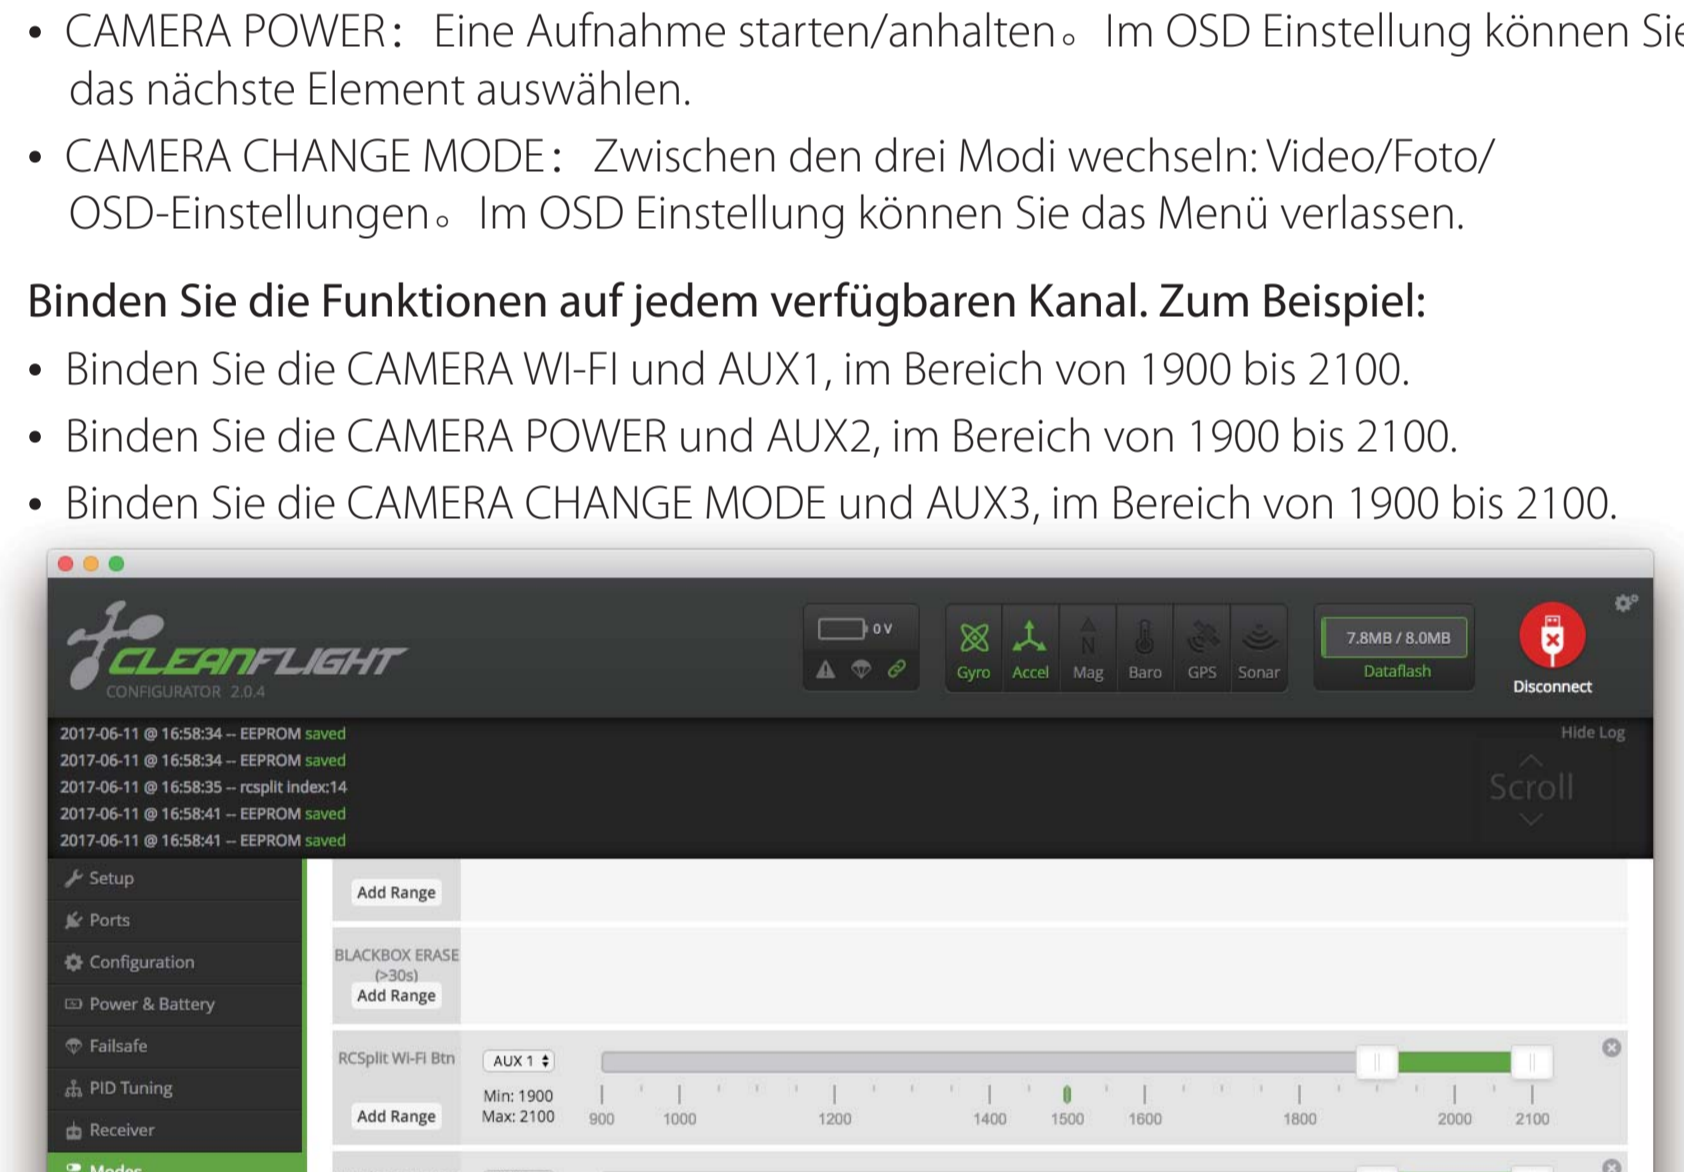 • CAMERA POWER： Eine Aufnahme starten/anhalten。 Im OSD Einstellung können Sie
das nächste Element auswählen.
• CAMERA CHANGE MODE： Zwischen den drei Modi wechseln: Video/Foto/
OSD-Einstellungen。 Im OSD Einstellung können Sie das Menü verlassen.
Binden Sie die Funktionen auf jedem verfügbaren Kanal. Zum Beispiel:
• Binden Sie die CAMERA WI-FI und AUX1, im Bereich von 1900 bis 2100.
• Binden Sie die CAMERA POWER und AUX2, im Bereich von 1900 bis 2100.
• Binden Sie die CAMERA CHANGE MODE und AUX3, im Bereich von 1900 bis 2100.
CLEANFLIGHT
CONFIGURATOR 2.0.4
0 V
N
Gyro Accel Mag Baro GPS Sonar
7.8MB / 8.0MB
Dataflash
Disconnect
2017-06-11 @ 16:58:34 -- EEPROM saved
2017-06-11 @ 16:58:34 -- EEPROM saved
2017-06-11 @ 16:58:35 -- rcsplit index:14
2017-06-11 @ 16:58:41 -- EEPROM saved
2017-06-11 @ 16:58:41 -- EEPROM saved
Hide Log
Scroll
Setup
Ports
Configuration
Power & Battery
Failsafe
PID Tuning
Receiver
Modes
Add Range
BLACKBOX ERASE
(>30s)
Add Range
RCSplit Wi-Fi Btn
Add Range
AUX 1
Min: 1900
Max: 2100
900 1000 1200 1400 1500 1600 1800 2000 2100